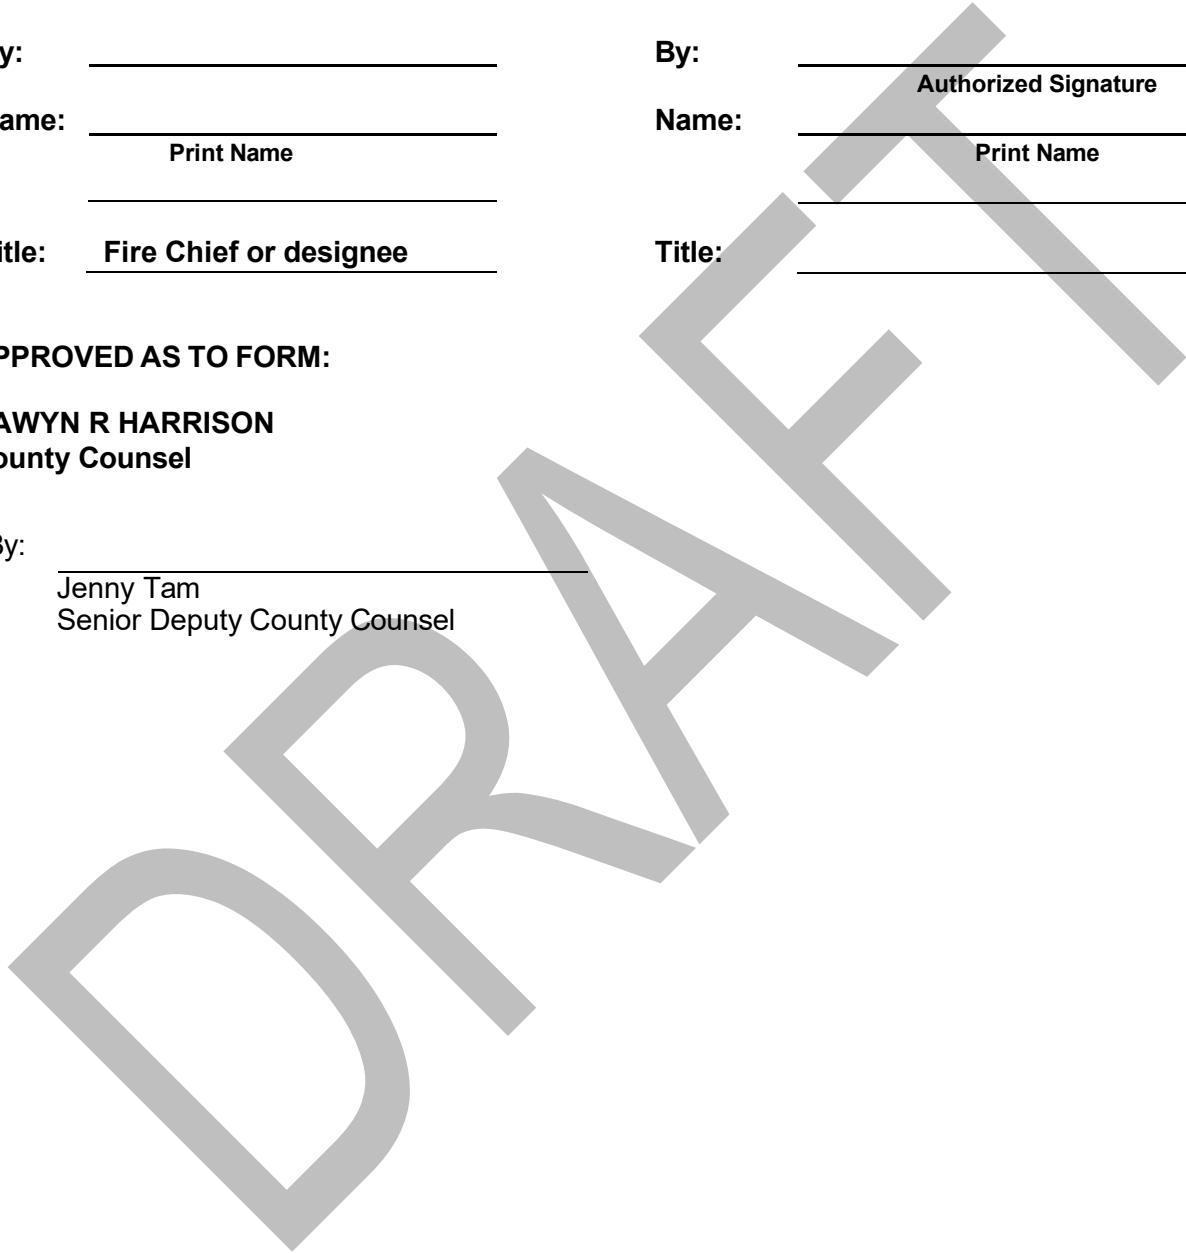 y:
By:
Authorized Signature
ame:
Name:
Print Name
Print Name
itle: Fire Chief or designee
Title:
PPROVED AS TO FORM:
AWYN R HARRISON
ounty Counsel
By:
Jenny Tam
Senior Deputy County Counsel
DRAFT